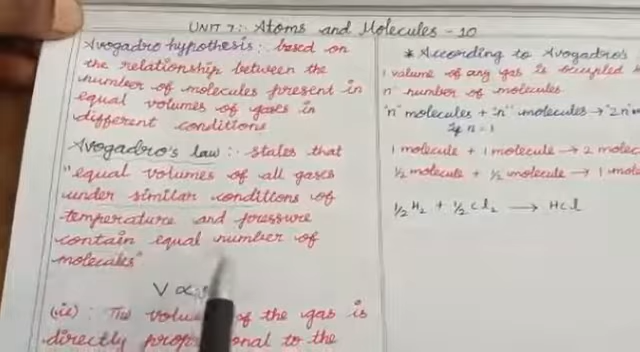 UNIT 7: Atoms and Molecules - 10
Avogadro hypothesis: based on
the relationship between the
number of molecules present in
equal volumes of gases in
different conditions
Avogadro's law: states that
"equal volumes of all gases
under similar conditions of
temperature and pressure
contain equal number of
molecules"
V ∝
(ie): The volume of the gas is
directly to the
* According to Avogadro's
1 volume of any gas is occupied
"n" number of molecules
"n" molecules + "n" molecules → "2n"
If n = 1
1 molecule + 1 molecule → 2
½ molecule + ½ molecule → 1
½ H₂ + ½ Cl₂ → HCl